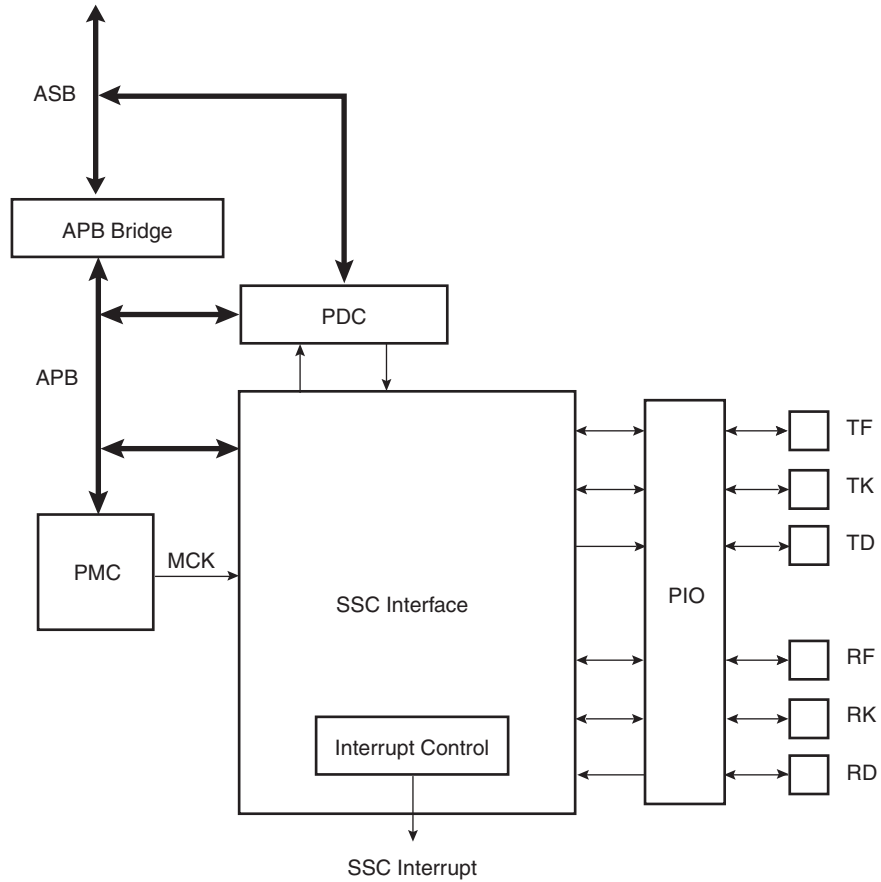 ASB
APB Bridge
PDC
APB
TF
TK
TD
PMC
MCK
SSC Interface
PIO
RF
RK
RD
Interrupt Control
SSC Interrupt